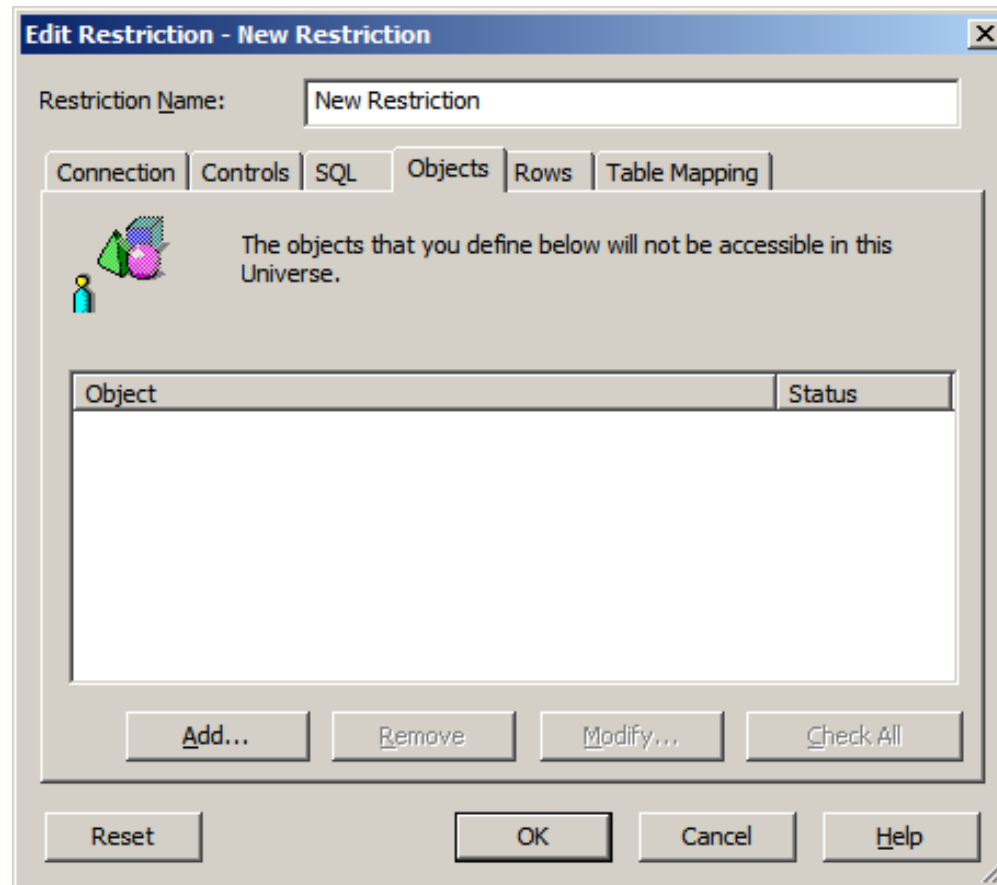 Edit Restriction - New Restriction
Restriction Name: New Restriction
Connection Controls SQL Objects Rows Table Mapping
The objects that you define below will not be accessible in this
Universe.
Object Status
Add... Remove Modify... Check All
Reset OK Cancel Help